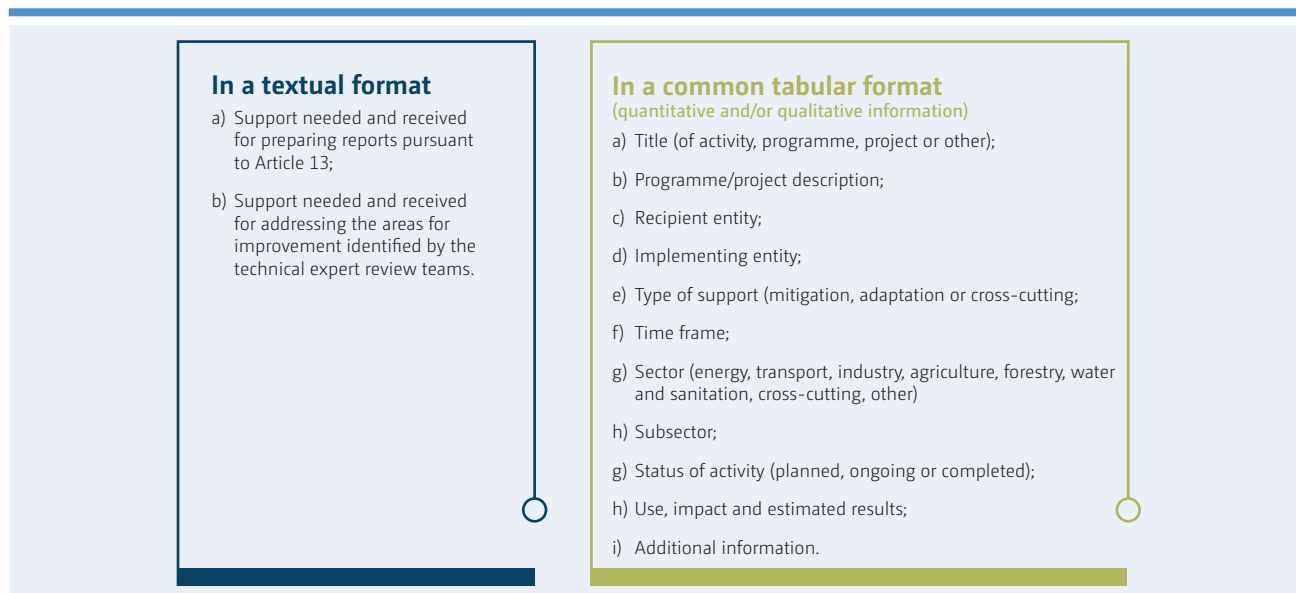 In a textual format
a) Support needed and received
for preparing reports pursuant
to Article 13;
b) Support needed and received
for addressing the areas for
improvement identified by the
technical expert review teams.
In a common tabular format
(quantitative and/or qualitative information)
a) Title (of activity, programme, project or other);
b) Programme/project description;
c) Recipient entity;
d) Implementing entity;
e) Type of support (mitigation, adaptation or cross-cutting;
f) Time frame;
g) Sector (energy, transport, industry, agriculture, forestry, water
and sanitation, cross-cutting, other)
h) Subsector;
g) Status of activity (planned, ongoing or completed);
h) Use, impact and estimated results;
i) Additional information.